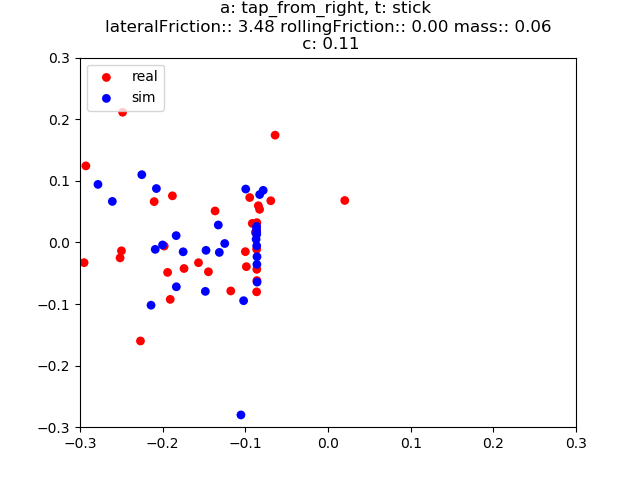 a: tap_from_right, t: stick
lateralFriction:: 3.48 rollingFriction:: 0.00 mass:: 0.06
c: 0.11
real
sim
0.3
0.2
0.1
0.0
−0.1
−0.2
−0.3
−0.3 −0.2 −0.1 0.0 0.1 0.2 0.3